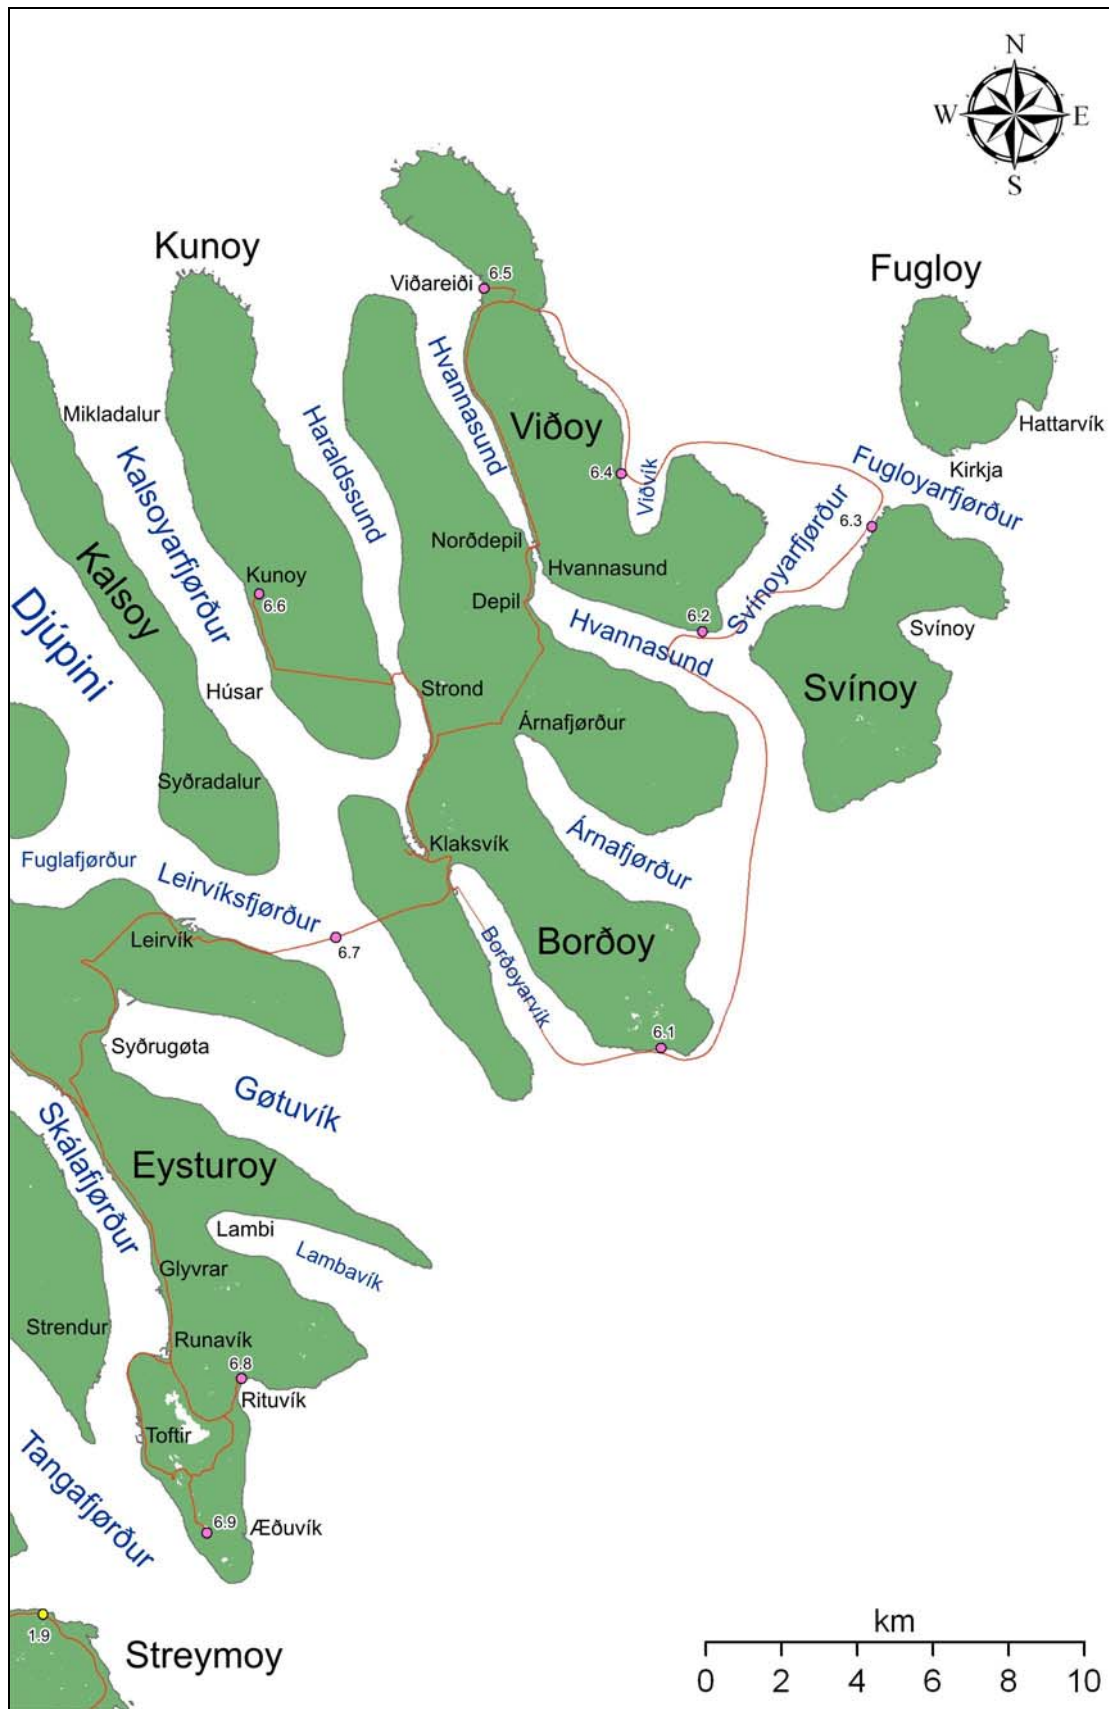 N
W
E
S
Kunoy
Fugloy
Viðareiði
6.5
Hvannasund
Mikladalur
Haraldssund
Viðoy
Hattarvík
Kirkja
Kalsoyarfjørður
6.4
Viðvík
Fugloyarfjørður
6.3
Norðdepil
Hvannasund
Svínoyarfjørður
Kalsoy
Kunoy
6.6
Depil
6.2
Svínoy
Djúpini
Hvannasund
Húsar
Strond
Svínoy
Árnafjørður
Syðradalur
Klaksvík
Árnafjørður
Fuglafjørður
Leirvíksfjørður
Leirvík
6.7
Borðoyarvík
Borðoy
6.1
Syðrugøta
Gøtuvík
Skálafjørður
Eysturoy
Lambi
Lambavík
Glyvrar
Strendur
Runavík
6.8
Rituvík
Toftir
Tangafjørður
6.9
Æðuvík
1.9
Streymoy
km
0 2 4 6 8 10